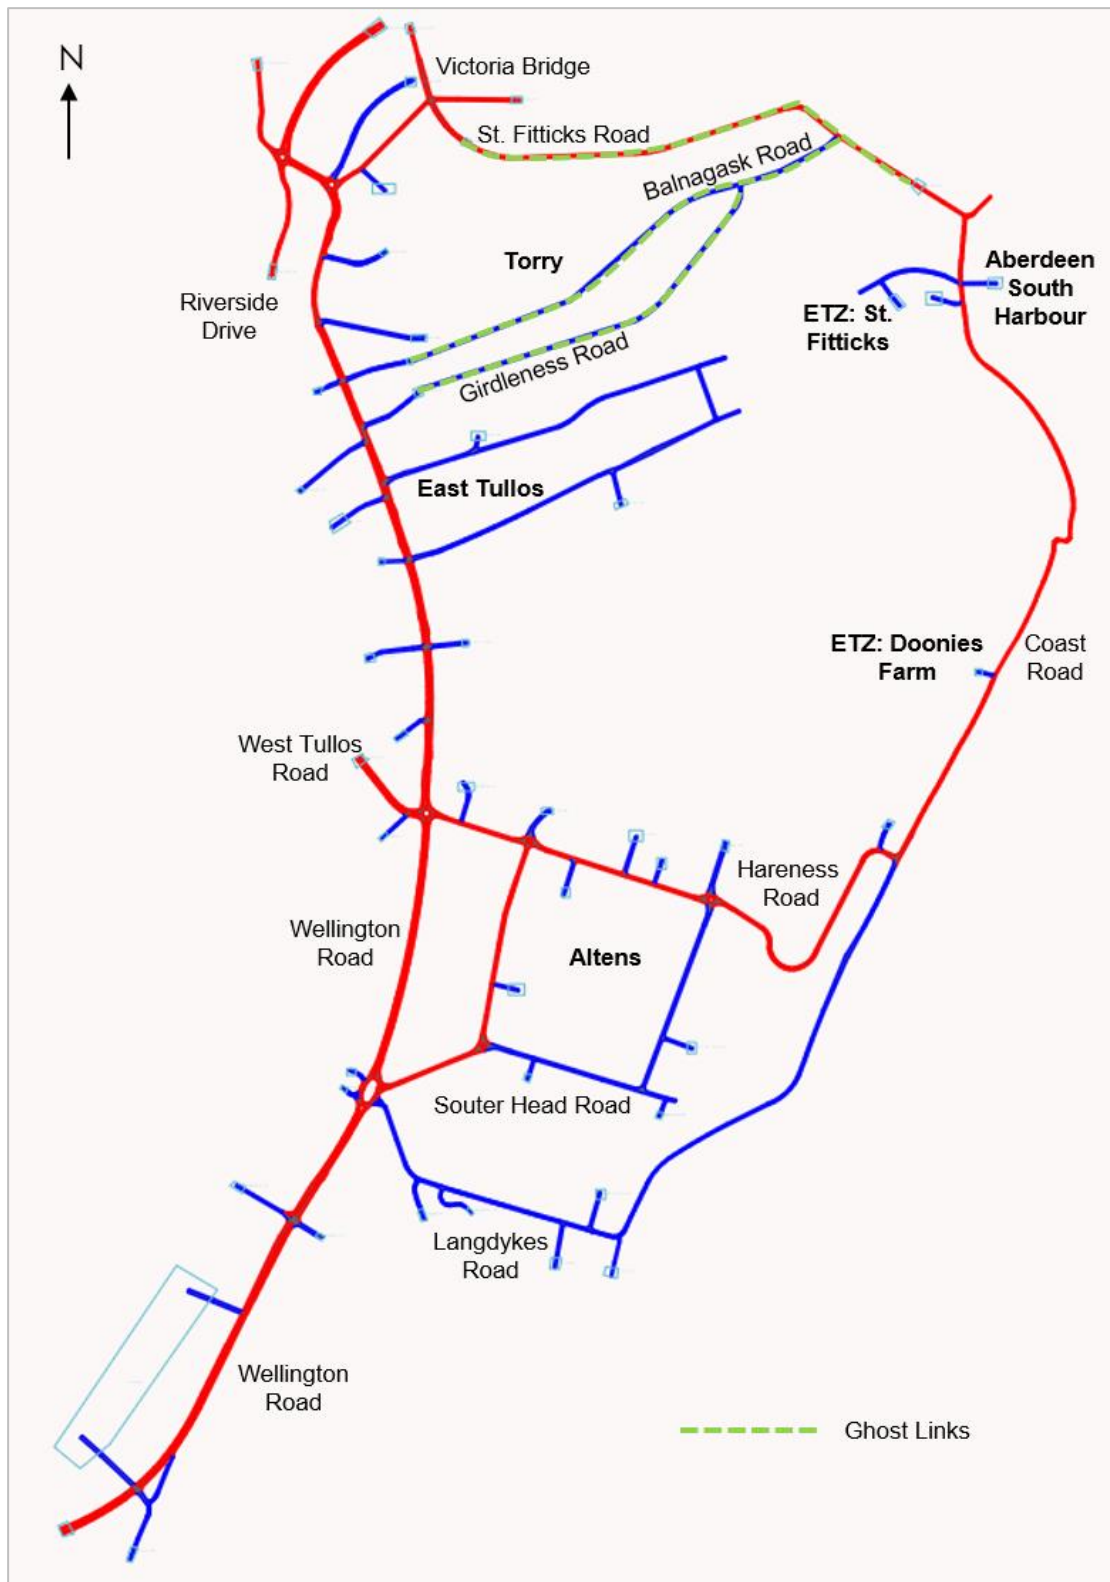 N
Victoria Bridge
St. Fitticks Road
Balnagask Road
Torry
Aberdeen
South
Harbour
Riverside
Drive
ETZ: St.
Fitticks
Girdleness Road
East Tullos
ETZ: Doonies
Farm
Coast
Road
West Tullos
Road
Hareness
Road
Wellington
Road
Altens
Souter Head Road
Langdykes
Road
Wellington
Road
Ghost Links